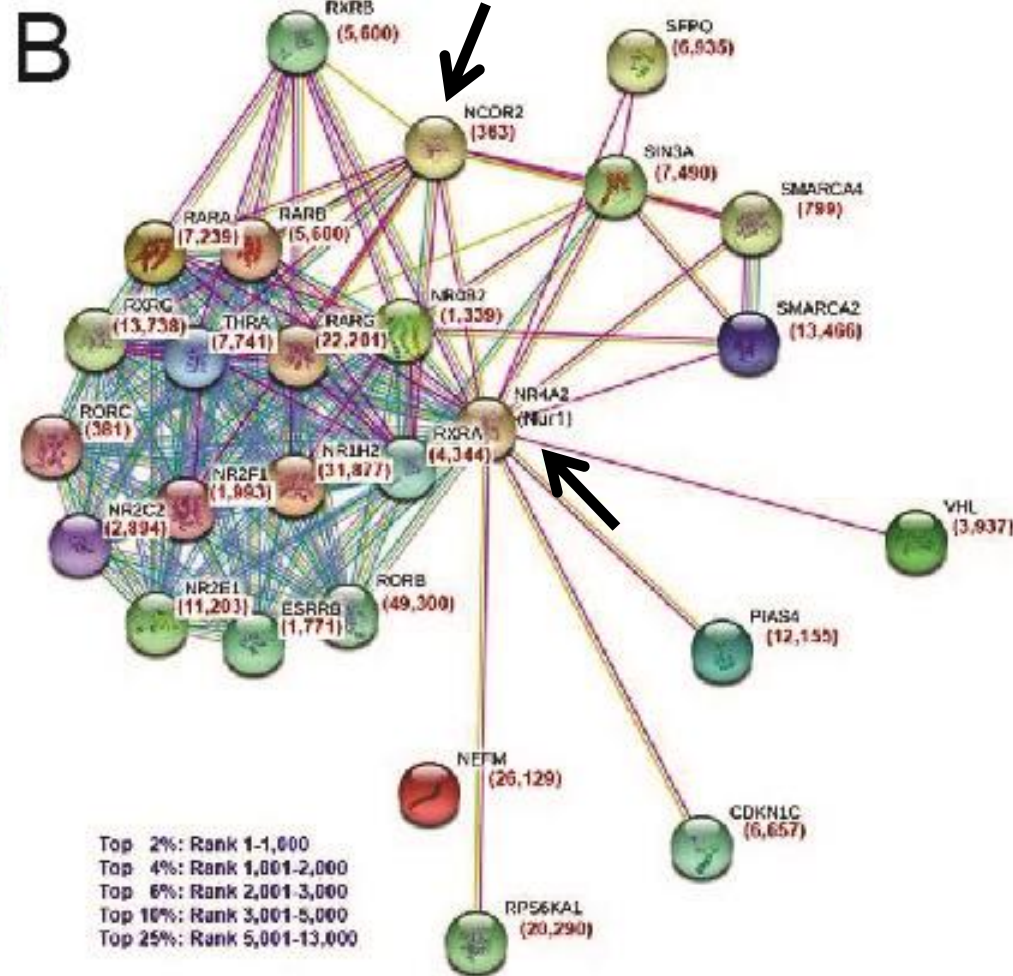 B
RXRB
(5,600)
SFPQ
(6,935)
NCOR2
(363)
SIN3A
(7,490)
SMARCA4
(799)
RARA
(7,239)
RARB
(5,600)
NR0B2
(1,339)
SMARCA2
(13,466)
RXRG
(13,738)
THRA
(7,741)
RARG
(22,201)
NR4A2
(Nur1)
RORC
(381)
RXRA
(4,344)
NR1H2
(31,877)
NR2F1
(1,993)
NR2C2
(2,894)
VHL
(3,937)
NR2E1
(11,203)
ESRRB
(1,771)
RORB
(49,300)
PIAS4
(12,155)
NEFM
(26,129)
CDKN1C
(6,657)
RPS6KA1
(20,290)
Top 2%: Rank 1-1,000
Top 4%: Rank 1,001-2,000
Top 6%: Rank 2,001-3,000
Top 10%: Rank 3,001-5,000
Top 25%: Rank 5,001-13,000